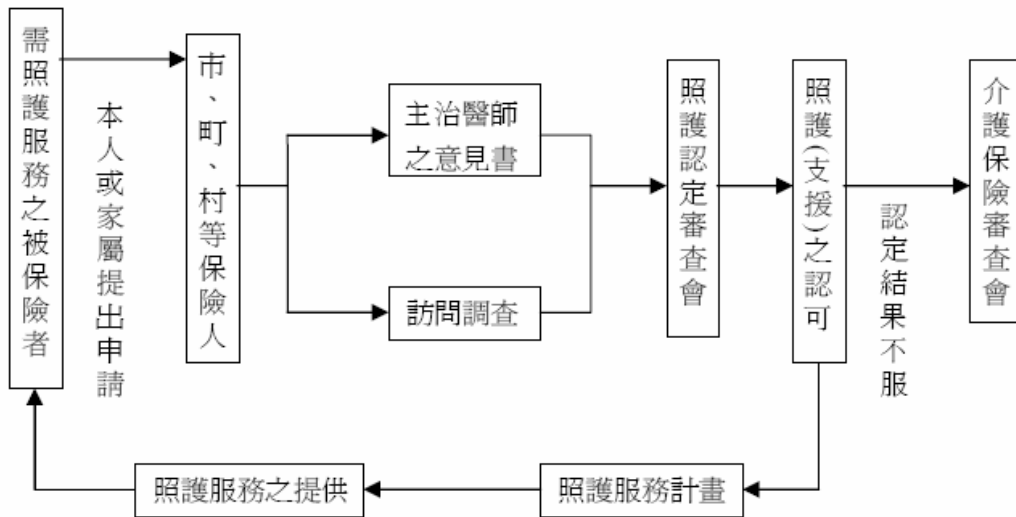 需照護服務之被保險者
本人或家屬提出申請
市、町、村等保險人
主治醫師
之意見書
訪問調查
照護認定審查會
照護(支援)之認可
認定結果不服
介護保險審查會
照護服務計畫
照護服務之提供